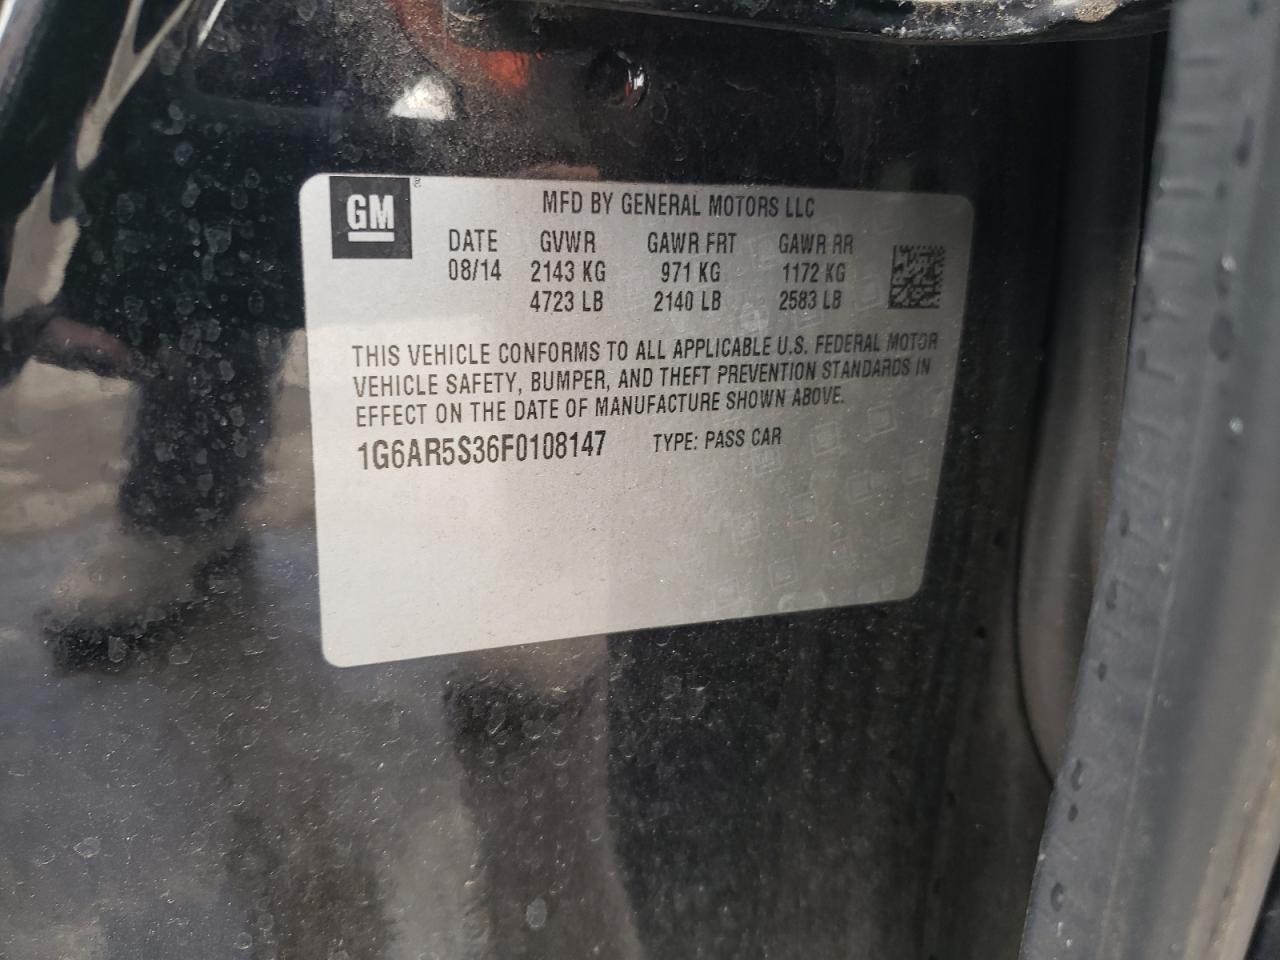 GM
MFD BY GENERAL MOTORS LLC
DATE GVWR GAWR FRT GAWR RR
08/14 2143 KG 971 KG 1172 KG
4723 LB 2140 LB 2583 LB
THIS VEHICLE CONFORMS TO ALL APPLICABLE U.S. FEDERAL MOTOR
VEHICLE SAFETY, BUMPER, AND THEFT PREVENTION STANDARDS IN
EFFECT ON THE DATE OF MANUFACTURE SHOWN ABOVE.
1G6AR5S36F0108147 TYPE: PASS CAR